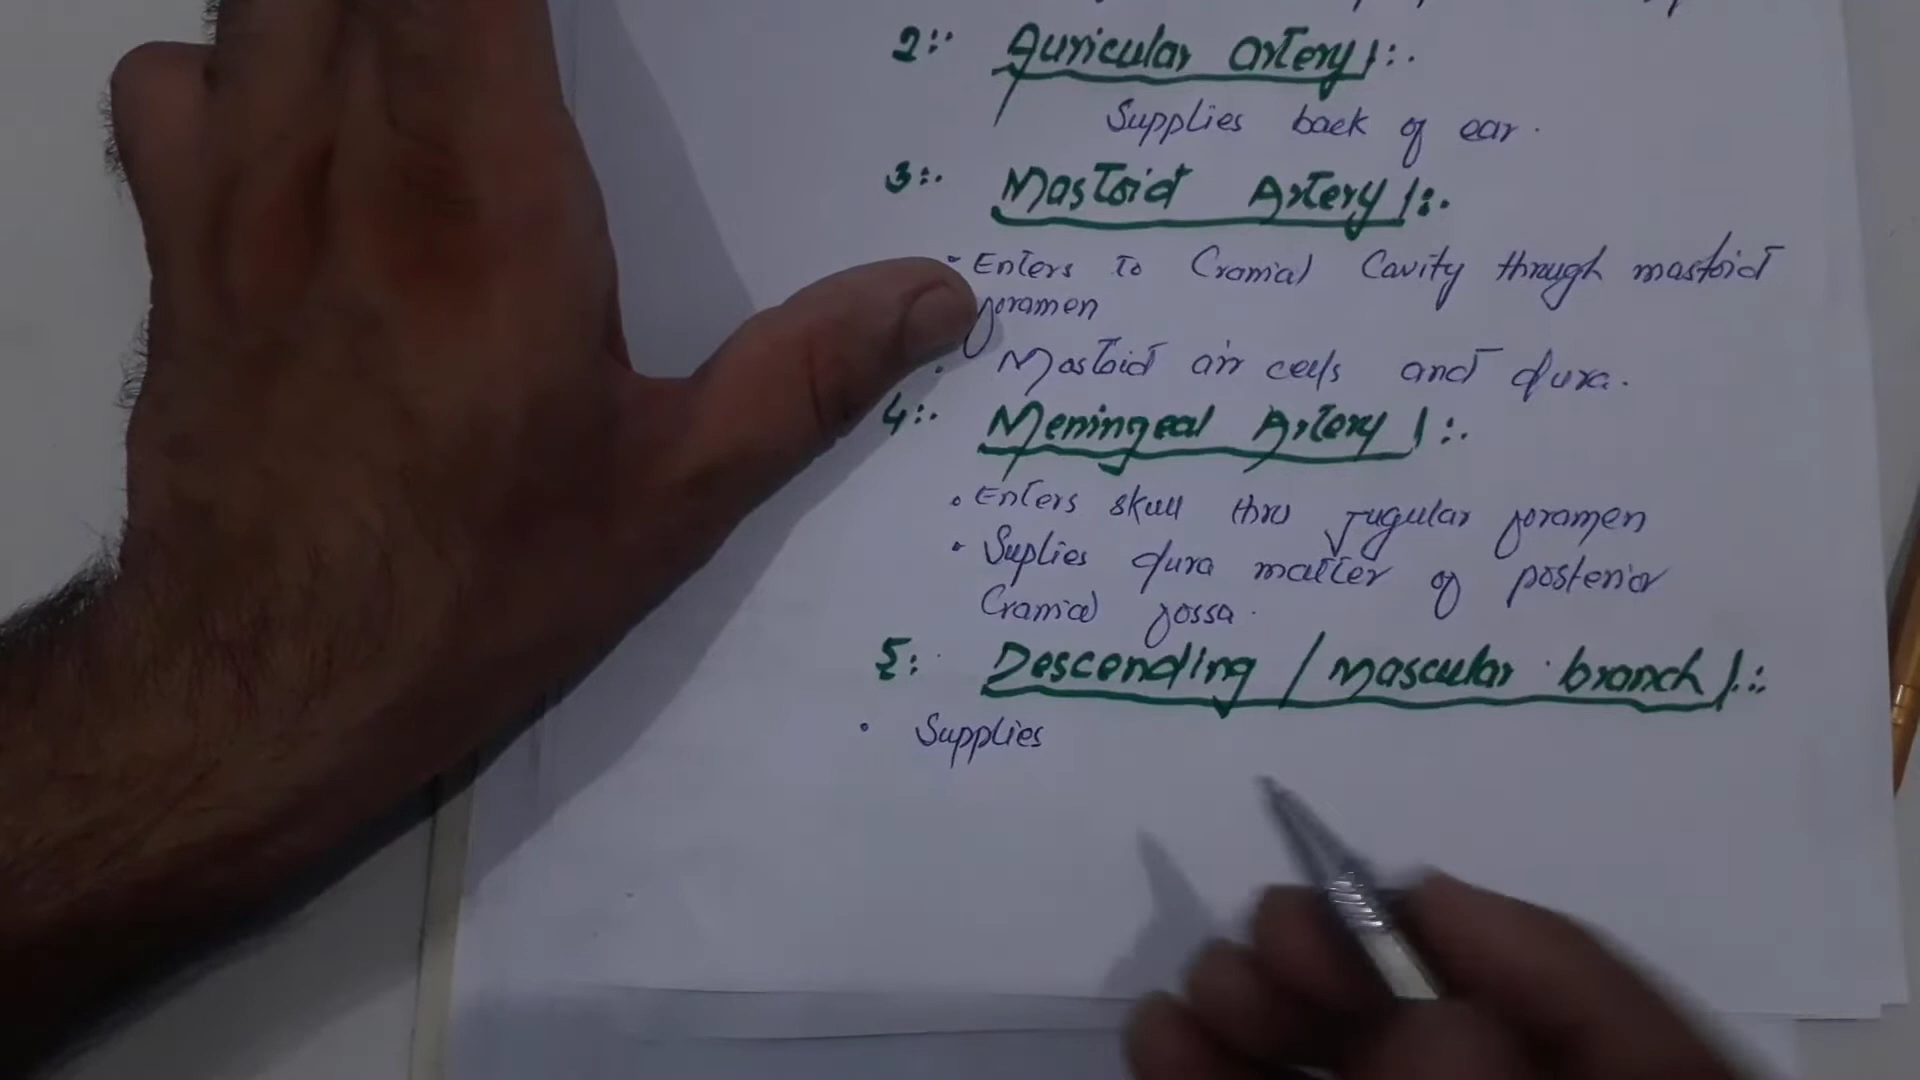 2:· Auricular artery|:·
Supplies back of ear.
3:· Mastoid Artery|:·
· Enters to Cranial Cavity through mastoid
foramen
· Mastoid air cells and dura.
4:· Meningeal Artery|:·
· Enters skull thru jugular foramen
· Suplies dura matter of posterior
Cranial fossa.
5: Descending / Mascular branch|:·
· Supplies